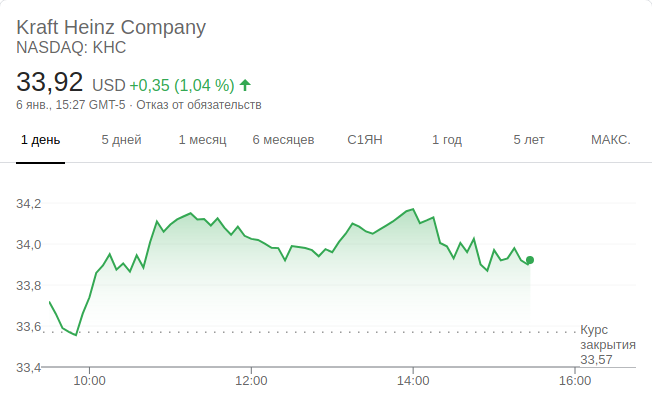 Kraft Heinz Company
NASDAQ: KHC
33,92 USD +0,35 (1,04 %)
6 янв., 15:27 GMT-5 · Отказ от обязательств
1 день 5 дней 1 месяц 6 месяцев С1ЯН 1 год 5 лет МАКС.
34,2
34,0
33,8
33,6
Курс
закрытия
33,57
33,4
10:00 12:00 14:00 16:00